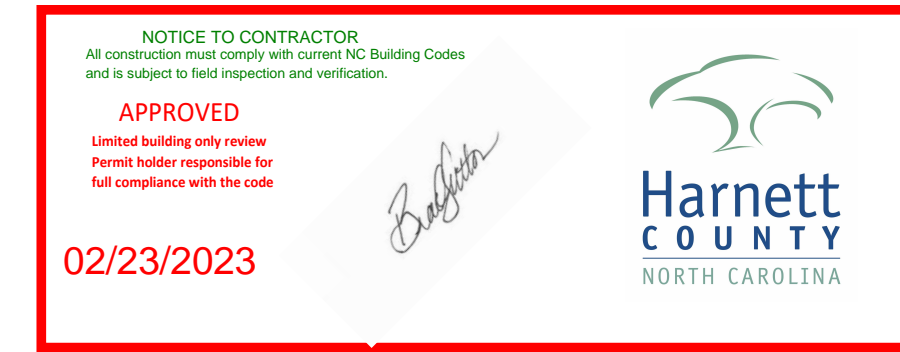 NOTICE TO CONTRACTOR
All construction must comply with current NC Building Codes
and is subject to field inspection and verification.
APPROVED
Limited building only review
Permit holder responsible for
full compliance with the code
02/23/2023
Harnett
COUNTY
NORTH CAROLINA